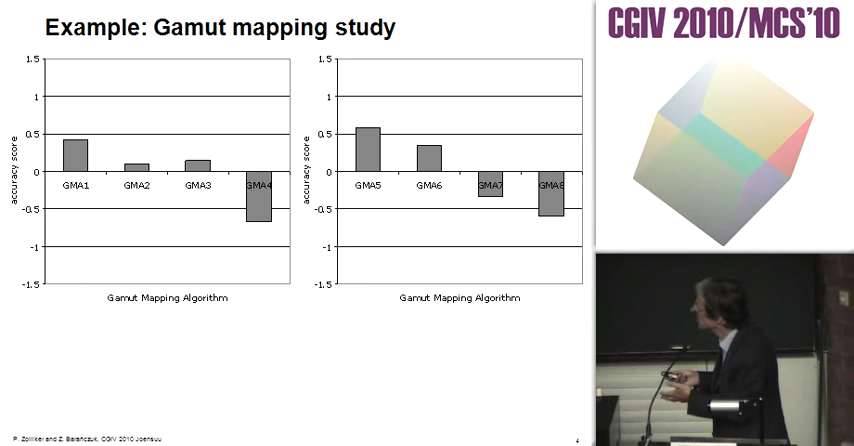 Example: Gamut mapping study
CGIV 2010/MCS'10
1.5
1
0.5
0
-0.5
-1
-1.5
accuracy score
GMA1 GMA2 GMA3 GMA4
Gamut Mapping Algorithm
1.5
1
0.5
0
-0.5
-1
-1.5
accuracy score
GMA5 GMA6 GMA7 GMA8
Gamut Mapping Algorithm
P. Zolliker and Z. Barańczuk, CGIV 2010 Joensuu
4